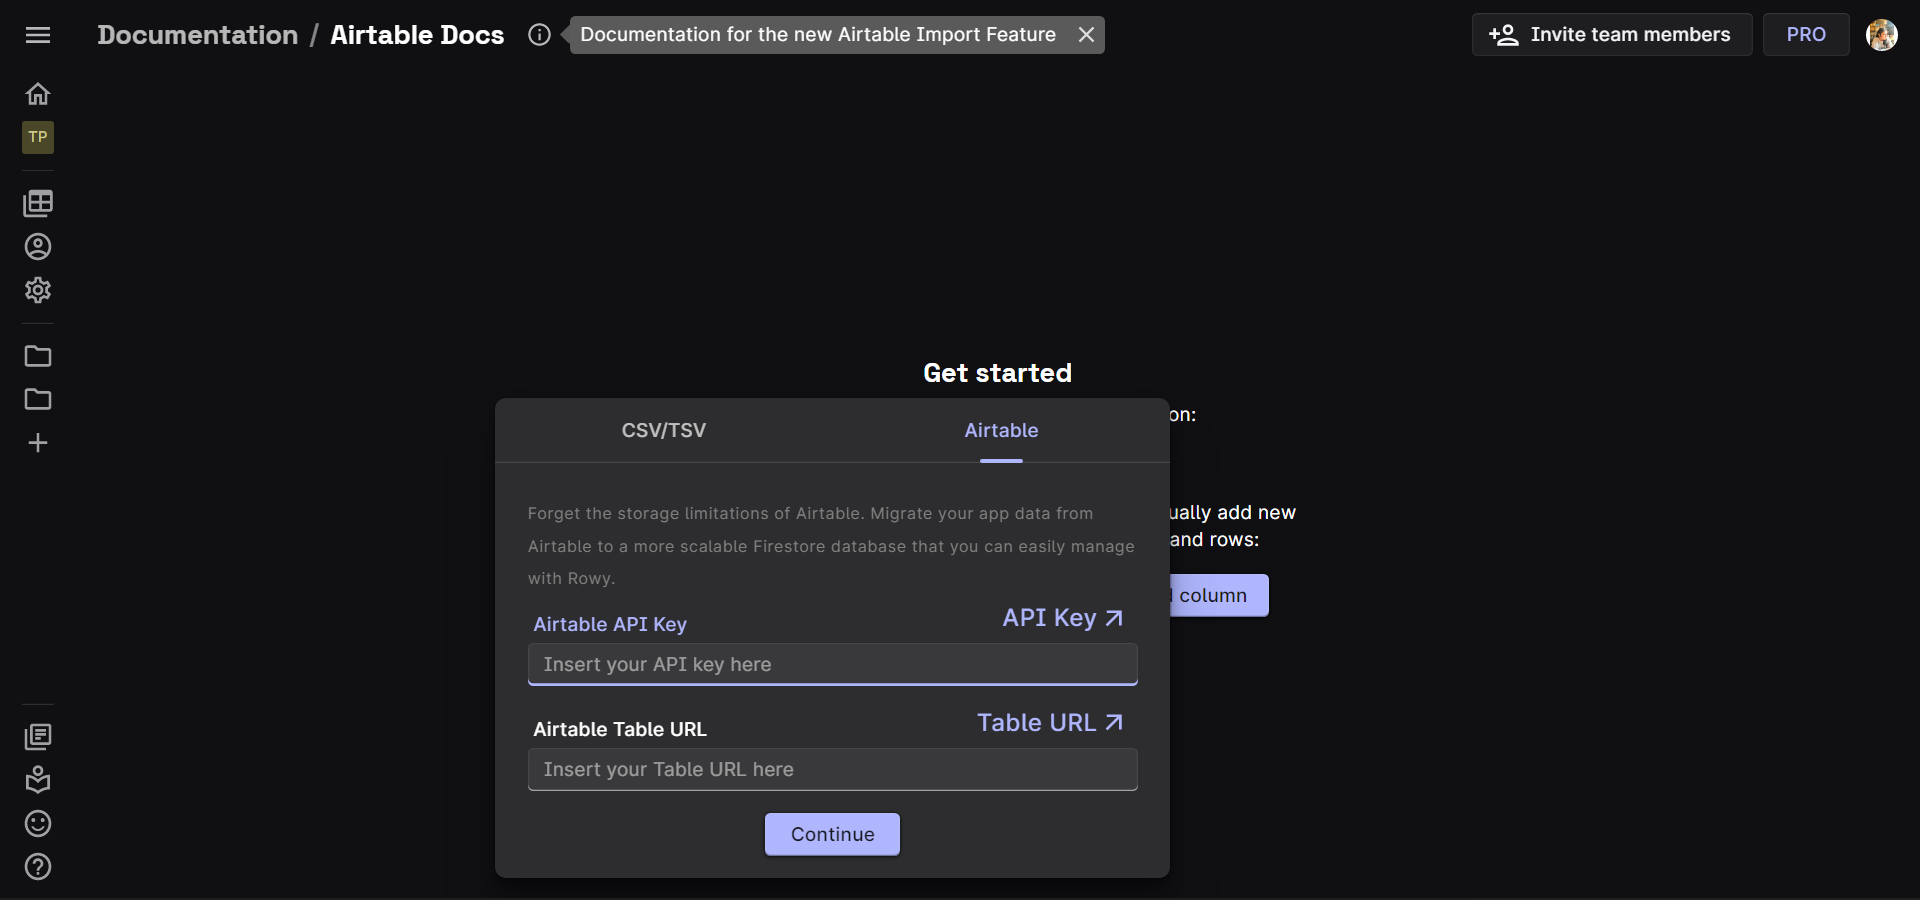 Documentation / Airtable Docs
Documentation for the new Airtable Import Feature
Invite team members
PRO
TP
Get started
on:
CSV/TSV
Airtable
ually add new
and rows:
column
Forget the storage limitations of Airtable. Migrate your app data from
Airtable to a more scalable Firestore database that you can easily manage
with Rowy.
Airtable API Key
API Key
Insert your API key here
Airtable Table URL
Table URL
Insert your Table URL here
Continue